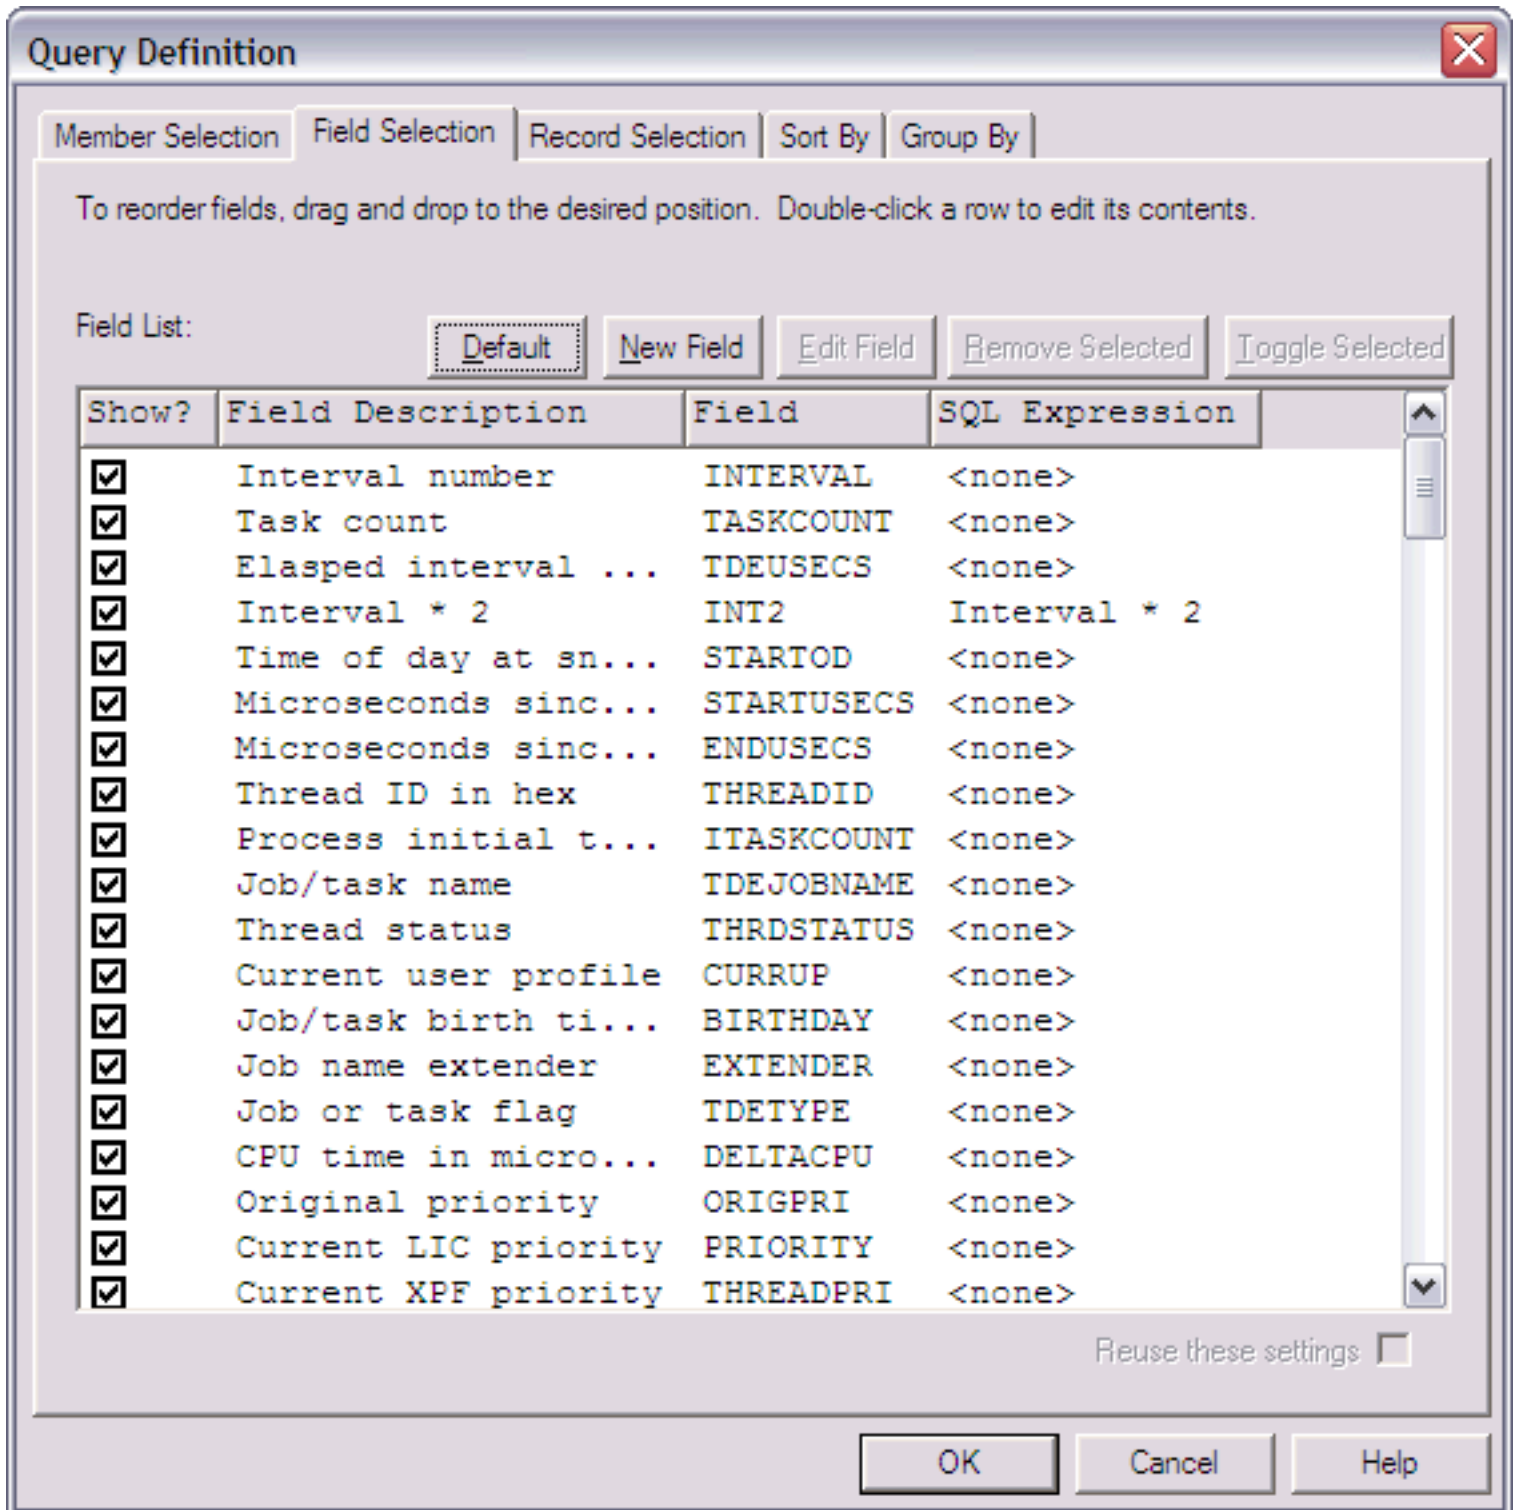 Query Definition
Member Selection Field Selection Record Selection Sort By Group By
To reorder fields, drag and drop to the desired position. Double-click a row to edit its contents.
Field List: Default New Field Edit Field Remove Selected Toggle Selected
Show? Field Description Field SQL Expression
Interval number INTERVAL <none>
Task count TASKCOUNT <none>
Elasped interval ... TDEUSECS <none>
Interval * 2 INT2 Interval * 2
Time of day at sn... STARTOD <none>
Microseconds sinc... STARTUSECS <none>
Microseconds sinc... ENDUSECS <none>
Thread ID in hex THREADID <none>
Process initial t... ITASKCOUNT <none>
Job/task name TDEJOBNAME <none>
Thread status THRDSTATUS <none>
Current user profile CURRUP <none>
Job/task birth ti... BIRTHDAY <none>
Job name extender EXTENDER <none>
Job or task flag TDETYPE <none>
CPU time in micro... DELTACPU <none>
Original priority ORIGPRI <none>
Current LIC priority PRIORITY <none>
Current XPF priority THREADPRI <none>
Reuse these settings
OK Cancel Help